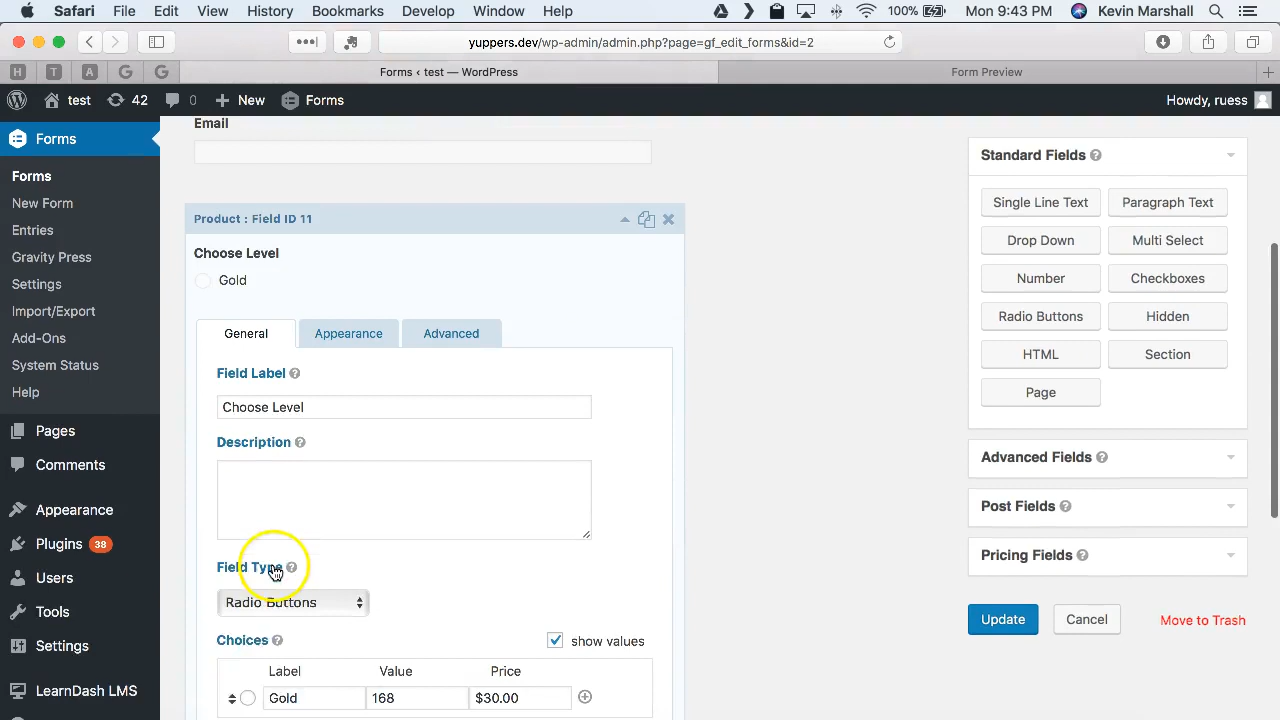 Safari File Edit View History Bookmarks Develop Window Help 100% Mon 9:43 PM Kevin Marshall
yuppers.dev/wp-admin/admin.php?page=gf_edit_forms&id=2
H T A G G Forms ‹ test — WordPress Form Preview +
test 42 0 New Forms Howdy, ruess
Forms
Forms
New Form
Entries
Gravity Press
Settings
Import/Export
Add-Ons
System Status
Help
Pages
Comments
Appearance
Plugins 38
Users
Tools
Settings
LearnDash LMS
Email
Product : Field ID 11
Choose Level
Gold
General Appearance Advanced
Field Label ?
Choose Level
Description ?
Field Type ?
Radio Buttons
Choices ? show values
Label Value Price
Gold 168 $30.00
Standard Fields ?
Single Line Text Paragraph Text
Drop Down Multi Select
Number Checkboxes
Radio Buttons Hidden
HTML Section
Page
Advanced Fields ?
Post Fields ?
Pricing Fields ?
Update Cancel Move to Trash